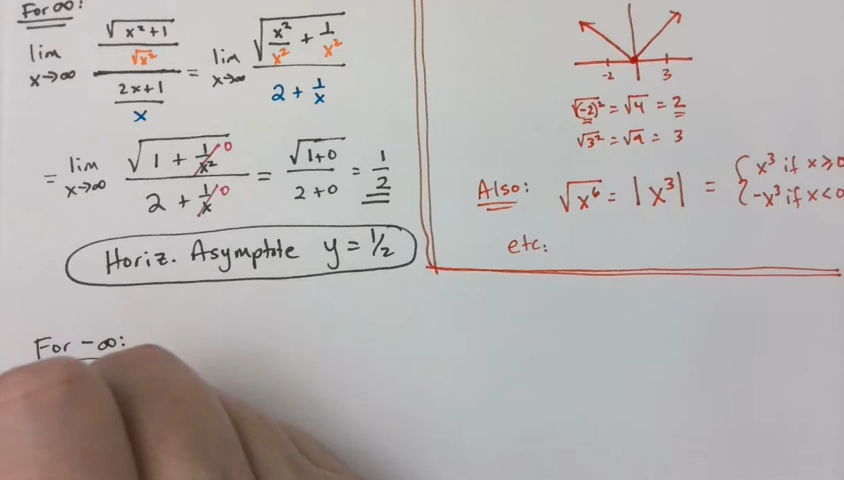 For ∞:
lim x→∞ (√(x²+1) / √x²) / ((2x+1) / x) = lim x→∞ √(x²/x² + 1/x²) / (2 + 1/x)
= lim x→∞ √(1 + 1/x² 0) / (2 + 1/x 0) = √(1+0) / (2+0) = 1/2
Horiz. Asymptote y = 1/2
For -∞:
-2 3
√(-2)² = √4 = 2
√3² = √9 = 3
Also: √x⁶ = |x³| = { x³ if x≥0
-x³ if x<0
etc.